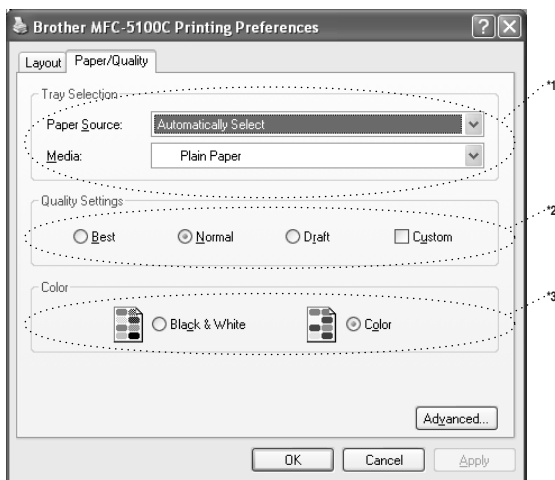 Brother MFC-5100C Printing Preferences
Layout Paper/Quality
Tray Selection
Paper Source: Automatically Select
Media: Plain Paper
*1
Quality Settings
Best Normal Draft Custom
*2
Color
Black & White Color
*3
Advanced...
OK Cancel Apply